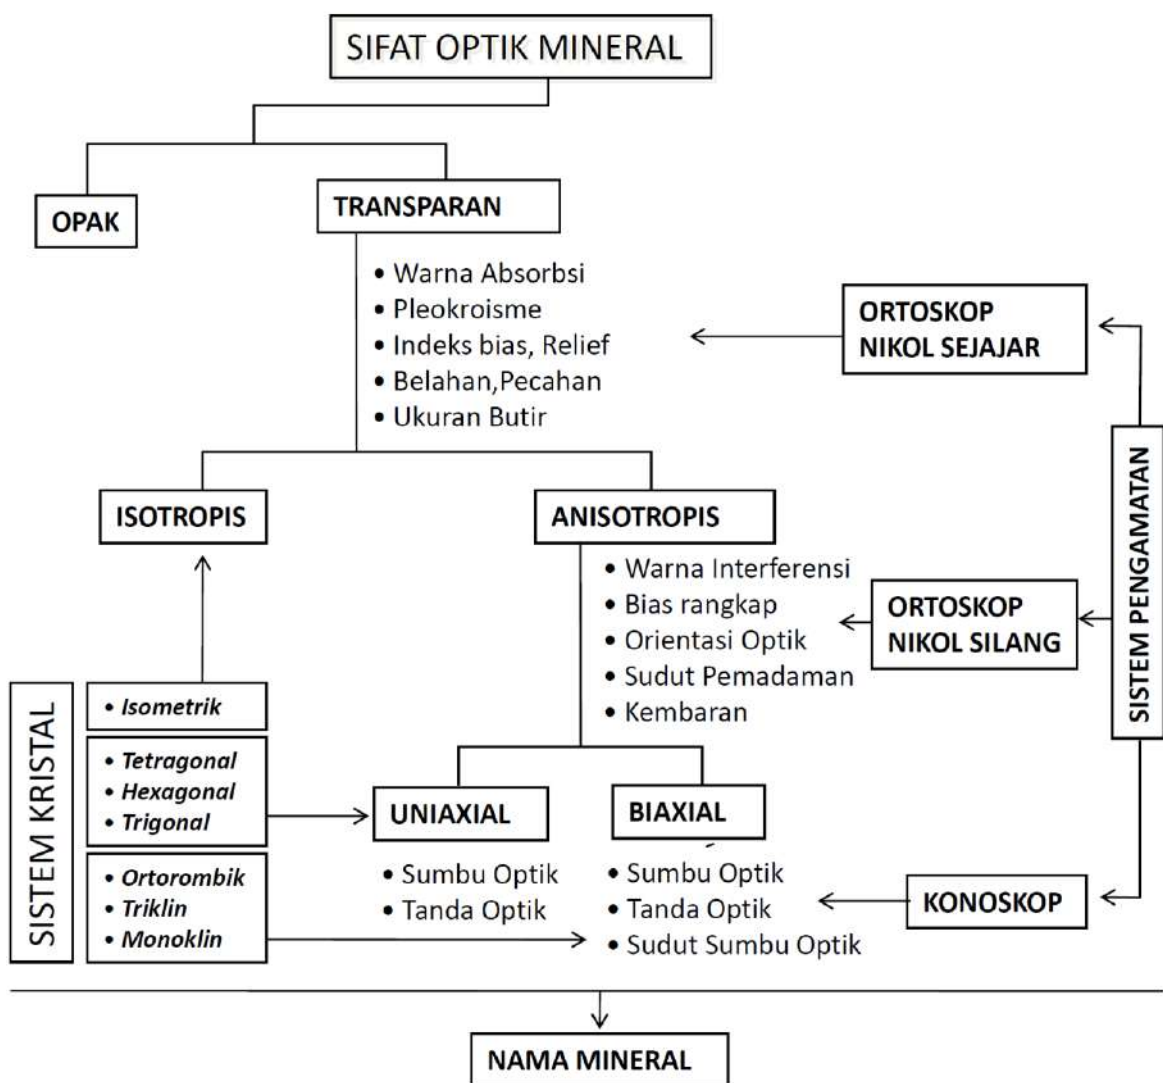 SIFAT OPTIK MINERAL
OPAK
TRANSPARAN
• Warna Absorbsi
• Pleokroisme
• Indeks bias, Relief
• Belahan,Pecahan
• Ukuran Butir
ORTOSKOP
NIKOL SEJAJAR
SISTEM PENGAMATAN
ISOTROPIS
ANISOTROPIS
• Warna Interferensi
• Bias rangkap
• Orientasi Optik
• Sudut Pemadaman
• Kembaran
ORTOSKOP
NIKOL SILANG
SISTEM KRISTAL
• Isometrik
• Tetragonal
• Hexagonal
• Trigonal
• Ortorombik
• Triklin
• Monoklin
UNIAXIAL
• Sumbu Optik
• Tanda Optik
BIAXIAL
• Sumbu Optik
• Tanda Optik
• Sudut Sumbu Optik
KONOSKOP
NAMA MINERAL